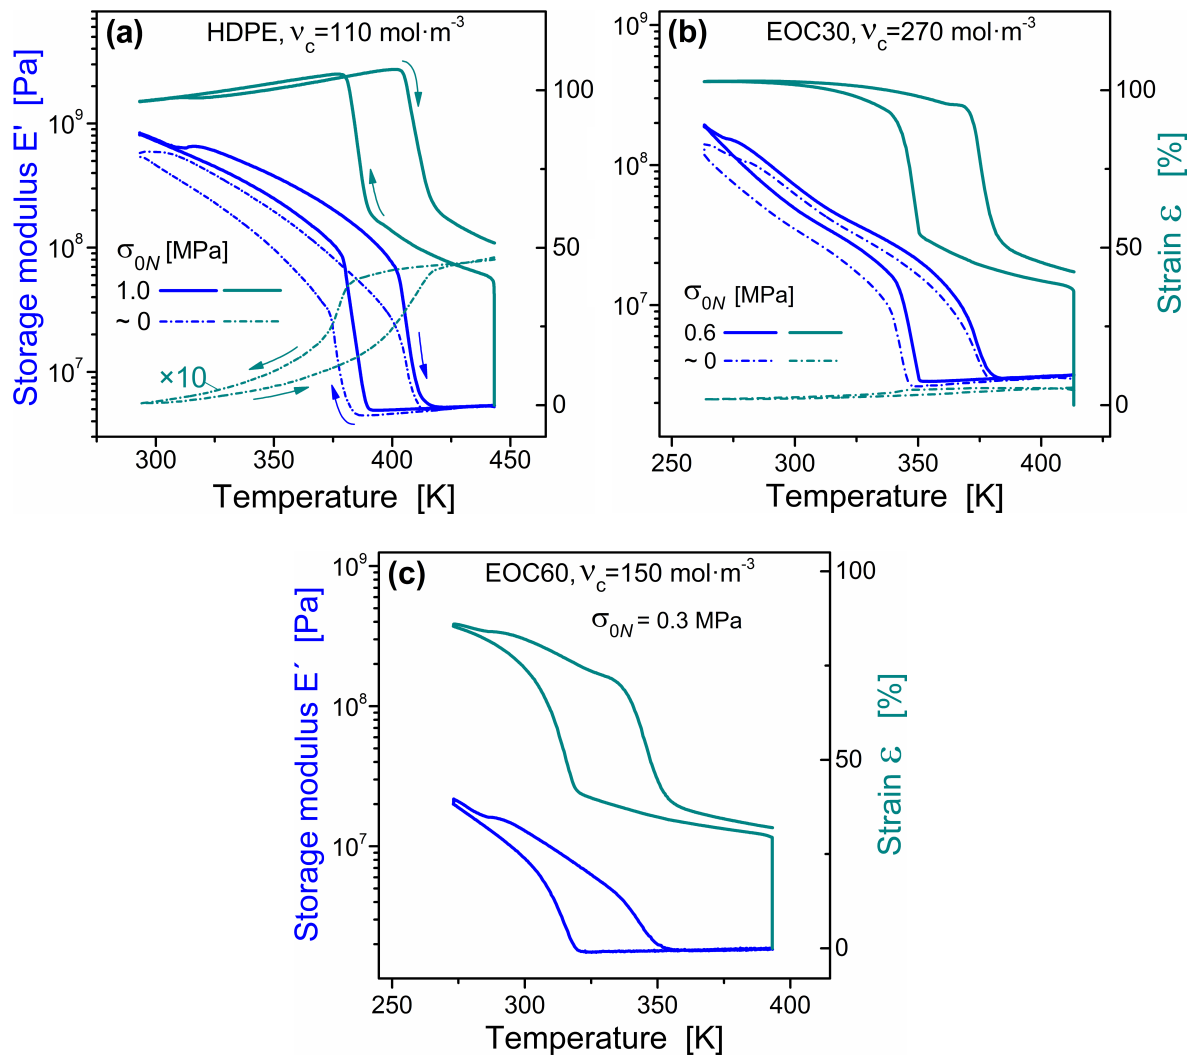 (a) HDPE, νc=110 mol·m⁻³
Storage modulus E' [Pa]
10⁹
10⁸
10⁷
σ0N [MPa]
1.0
~ 0
×10
100
50
0
300 350 400 450
Temperature [K]
(b) EOC30, νc=270 mol·m⁻³
10⁹
10⁸
10⁷
σ0N [MPa]
0.6
~ 0
100
50
0
Strain ε [%]
250 300 350 400
Temperature [K]
(c) EOC60, νc=150 mol·m⁻³
σ0N = 0.3 MPa
Storage modulus E´ [Pa]
10⁹
10⁸
10⁷
100
50
0
Strain ε [%]
250 300 350 400
Temperature [K]